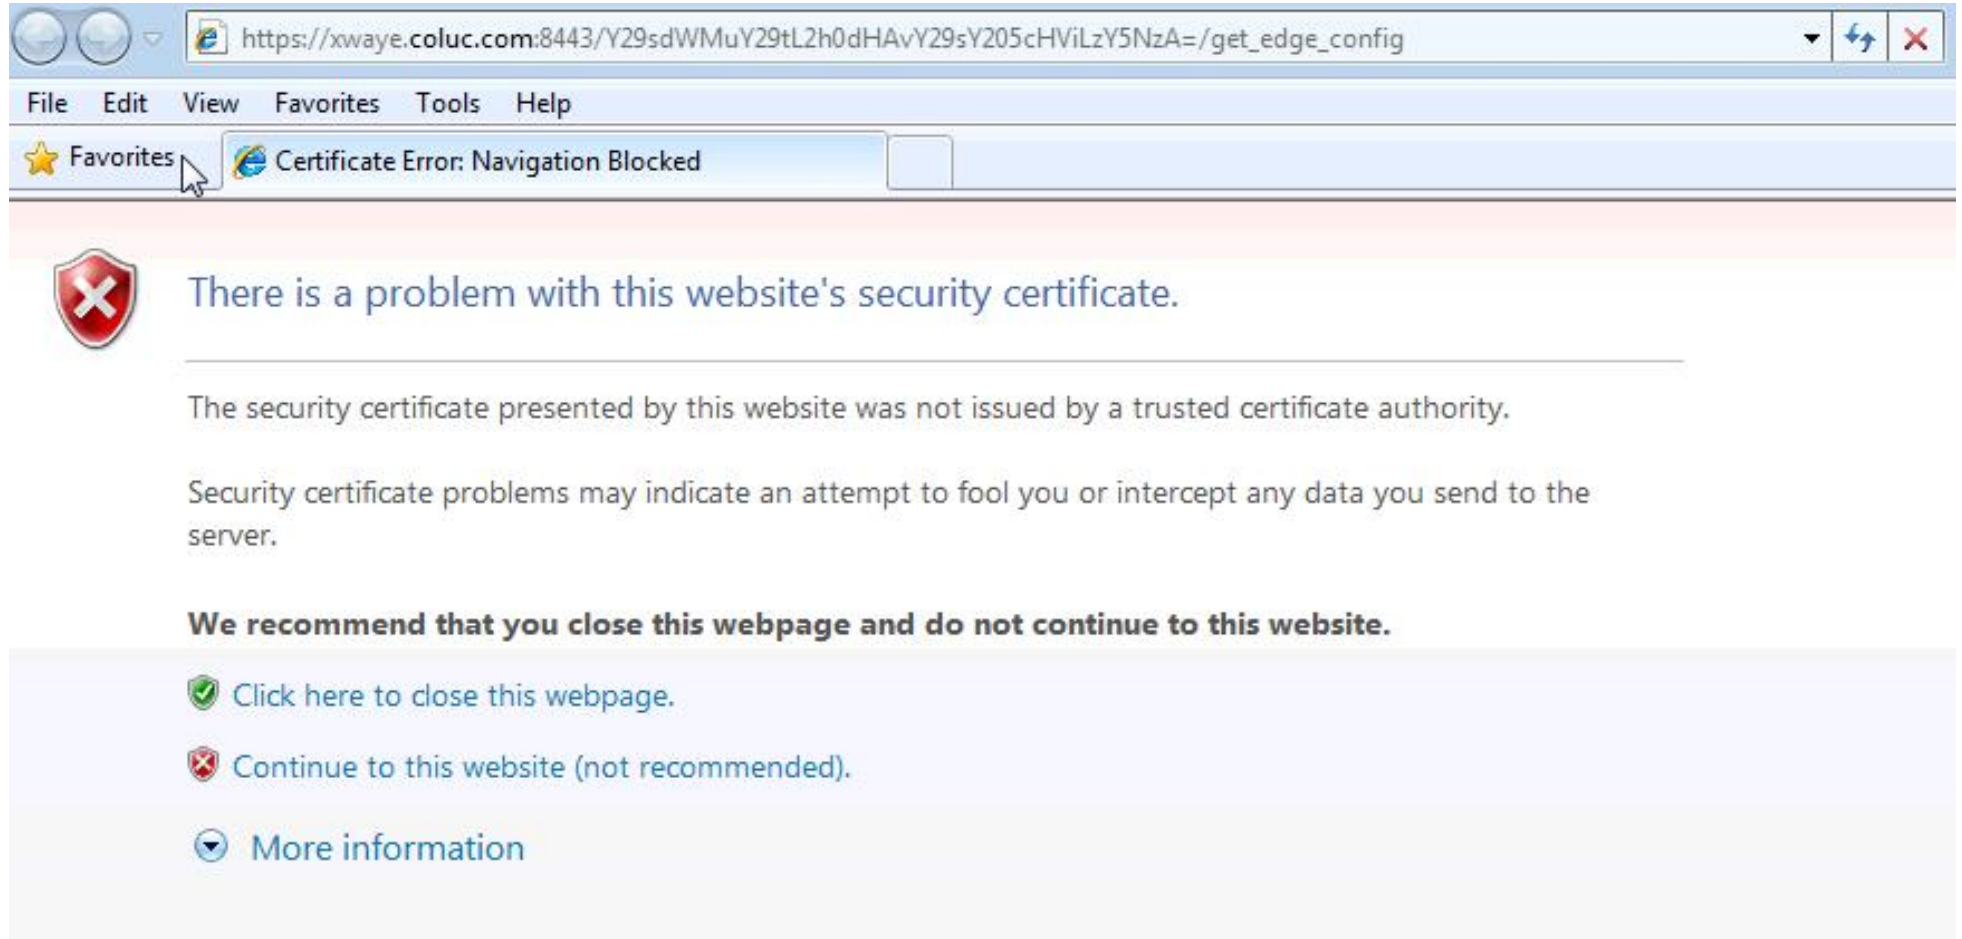 https://xwaye.coluc.com:8443/Y29sdWMuY29tL2h0dHAvY29sY205cHViLzY5NzA=/get_edge_config
File Edit View Favorites Tools Help
Favorites Certificate Error: Navigation Blocked
There is a problem with this website's security certificate.
The security certificate presented by this website was not issued by a trusted certificate authority.
Security certificate problems may indicate an attempt to fool you or intercept any data you send to the
server.
We recommend that you close this webpage and do not continue to this website.
Click here to close this webpage.
Continue to this website (not recommended).
More information